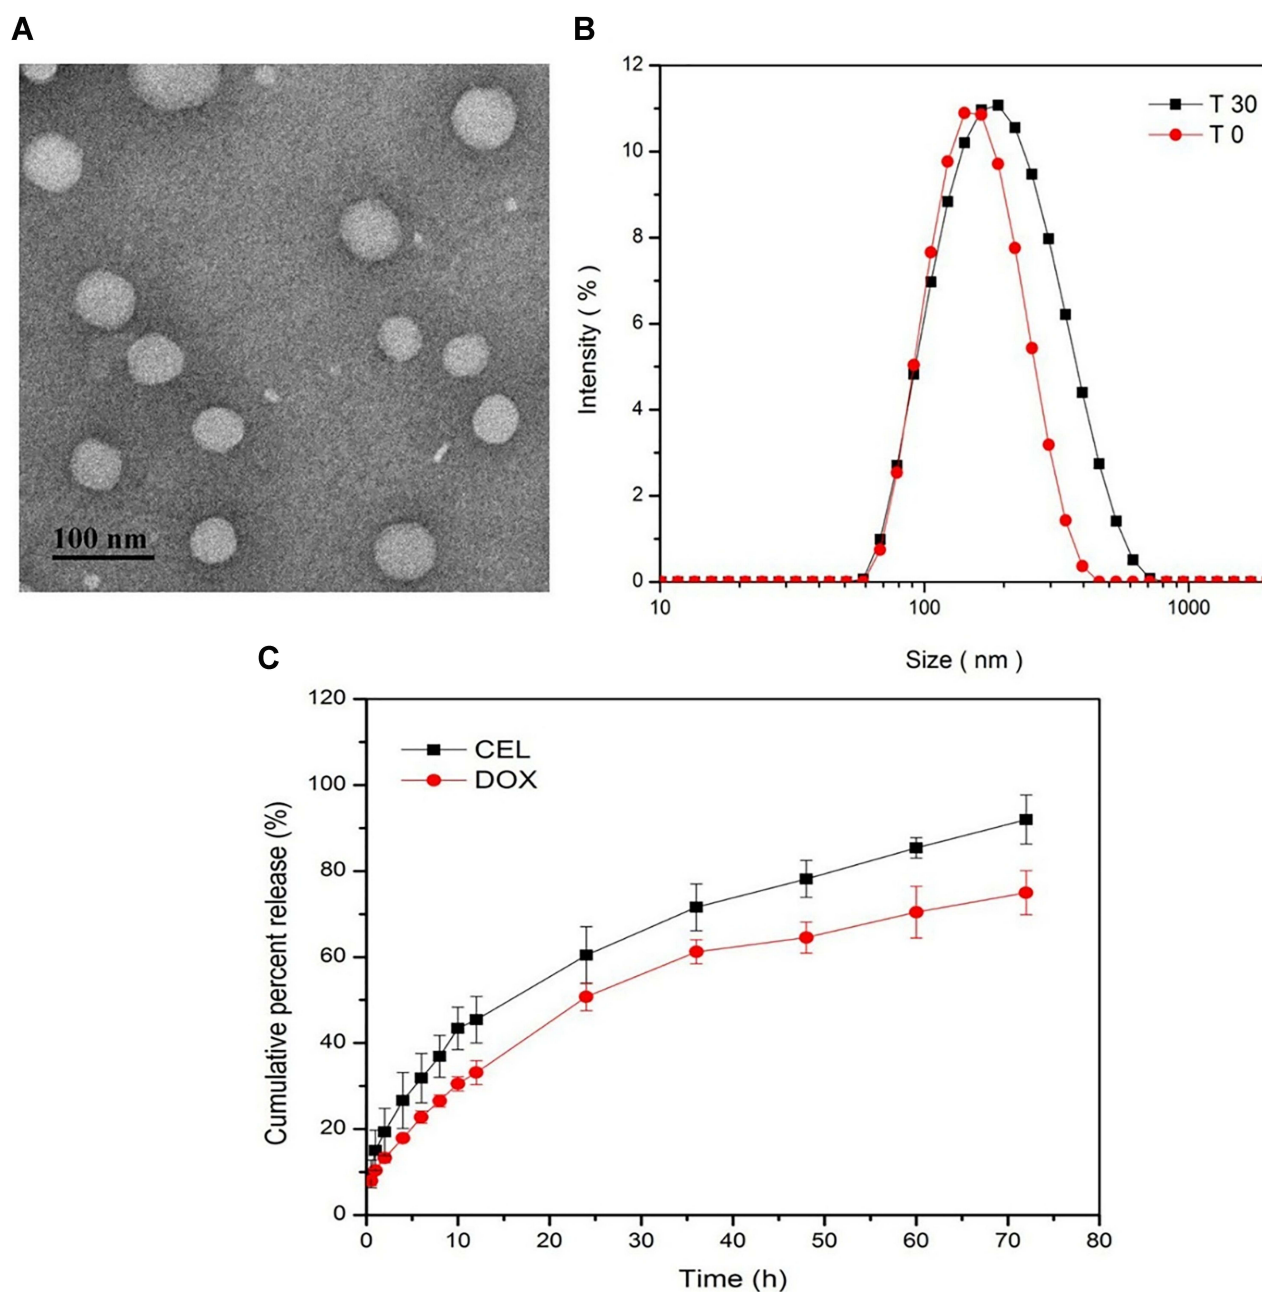 A
B
100 nm
12
10
8
6
4
2
0
Intensity ( % )
T 30
T 0
10
100
1000
Size ( nm )
C
120
100
80
60
40
20
0
Cumulative percent release (%)
CEL
DOX
0 10 20 30 40 50 60 70 80
Time (h)